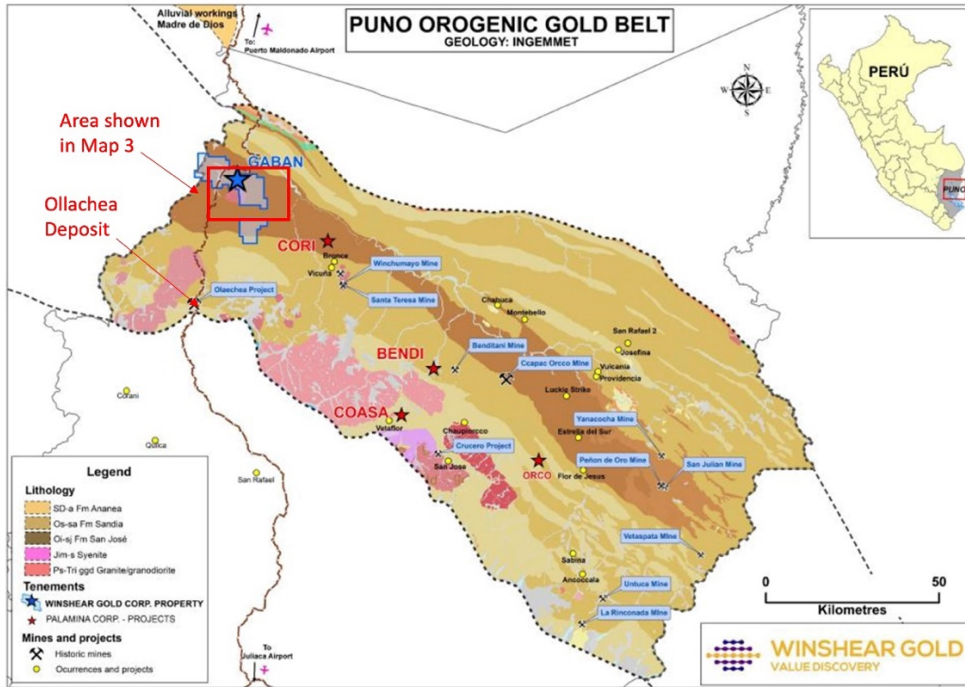 Alluvial workings
Madre de Dios
To:
Puerto Maldonado Airport
PUNO OROGENIC GOLD BELT
GEOLOGY: INGEMMET
N
W
E
S
PERÚ
PUNO
Area shown
in Map 3
GABAN
Ollachea
Deposit
CORI
Bronce
Vicuña
Winchumayo Mine
Santa Teresa Mine
Olaechea Project
Chabuca
Montebello
San Rafael 2
Josefina
BENDI
Benditani Mine
Ccapac Orcco Mine
Vulcania
Providencia
Luckie Strike
Corani
COASA
Vetaflor
Chaupiorcco
Yanacocha Mine
Estrella del Sur
Quilca
Crucero Project
San Jose
ORCO
Peñon de Oro Mine
San Julian Mine
Flor de Jesus
San Rafael
Vetaspata Mine
Sabina
Ancoccala
Untuca Mine
La Rinconada Mine
Legend
Lithology
SD-a Fm Ananea
Os-sa Fm Sandia
Oi-sj Fm San José
Jim-s Syenite
Ps-Tri ggd Granite/granodiorite
Tenements
WINSHEAR GOLD CORP. PROPERTY
PALAMINA CORP. - PROJECTS
Mines and projects
Historic mines
Ocurrences and projects
To
Juliaca Airport
0
50
Kilometres
WINSHEAR GOLD
VALUE DISCOVERY